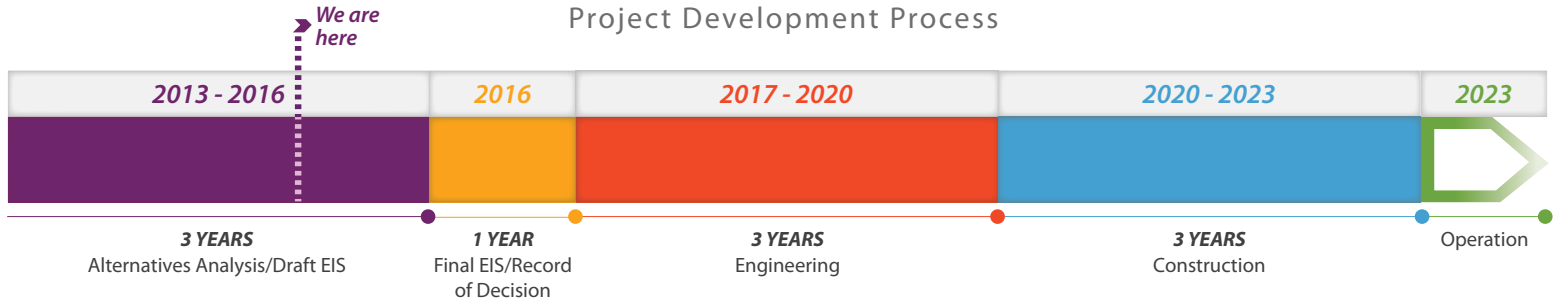 We are
here
Project Development Process
2013 - 2016
2016
2017 - 2020
2020 - 2023
2023
3 YEARS
Alternatives Analysis/Draft EIS
1 YEAR
Final EIS/Record
of Decision
3 YEARS
Engineering
3 YEARS
Construction
Operation